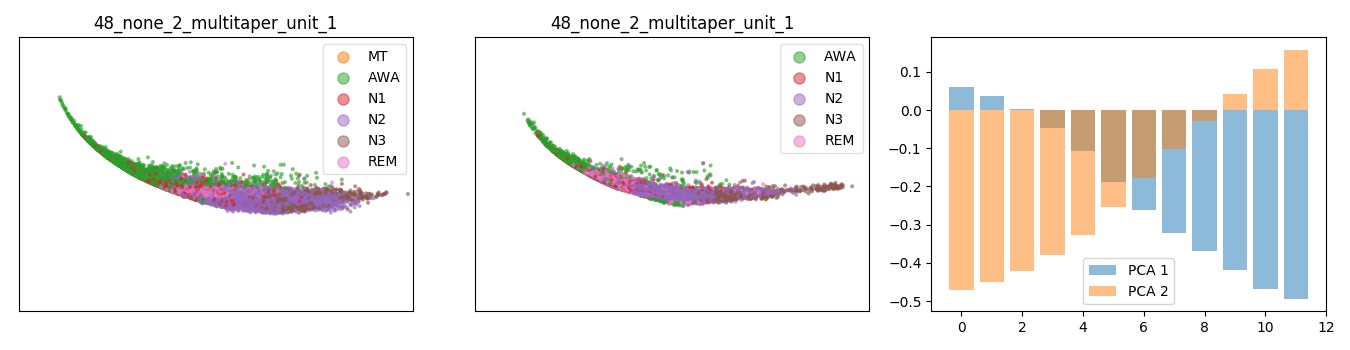 48_none_2_multitaper_unit_1
MT
AWA
N1
N2
N3
REM
48_none_2_multitaper_unit_1
AWA
N1
N2
N3
REM
0.1
0.0
−0.1
−0.2
−0.3
−0.4
−0.5
0 2 4 6 8 10 12
PCA 1
PCA 2